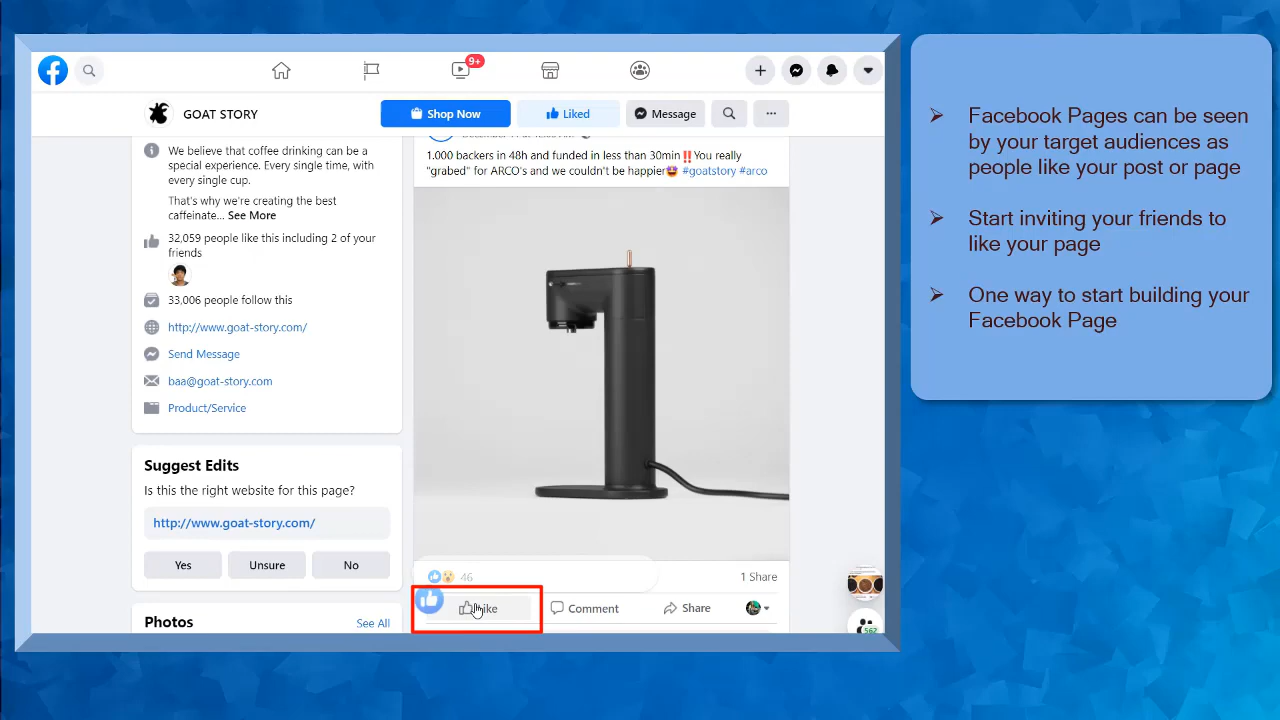 9+
GOAT STORY
Shop Now
Liked
Message
We believe that coffee drinking can be a
special experience. Every single time, with
every single cup.
That's why we're creating the best
caffeinate... See More
32,059 people like this including 2 of your
friends
33,006 people follow this
http://www.goat-story.com/
Send Message
baa@goat-story.com
Product/Service
Suggest Edits
Is this the right website for this page?
http://www.goat-story.com/
Yes
Unsure
No
Photos
See All
1.000 backers in 48h and funded in less than 30min‼️You really
"grabed" for ARCO's and we couldn't be happier🤩 #goatstory #arco
46
1 Share
Like
Comment
Share
562
Facebook Pages can be seen
by your target audiences as
people like your post or page
Start inviting your friends to
like your page
One way to start building your
Facebook Page